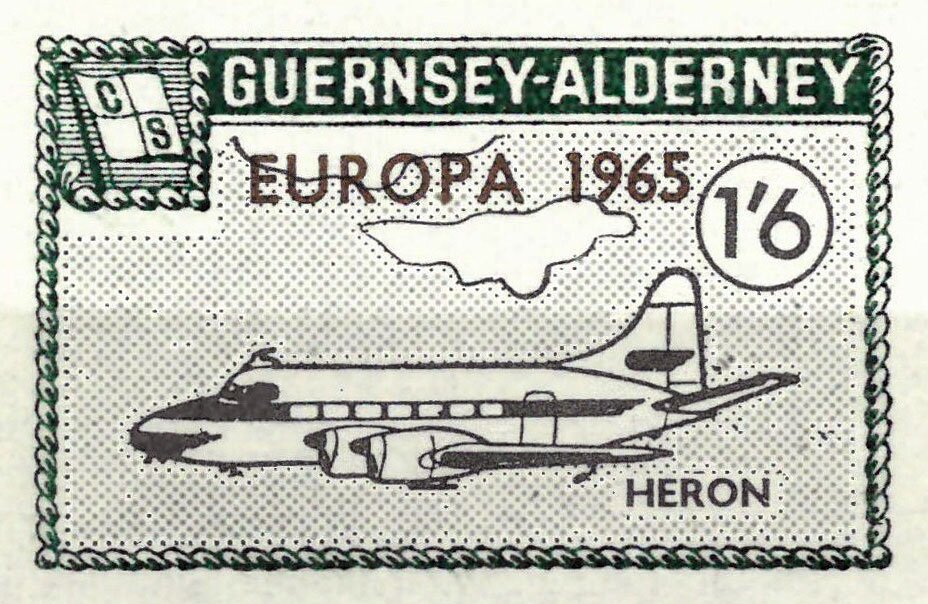 C
S
GUERNSEY-ALDERNEY
EUROPA 1965
1'6
HERON